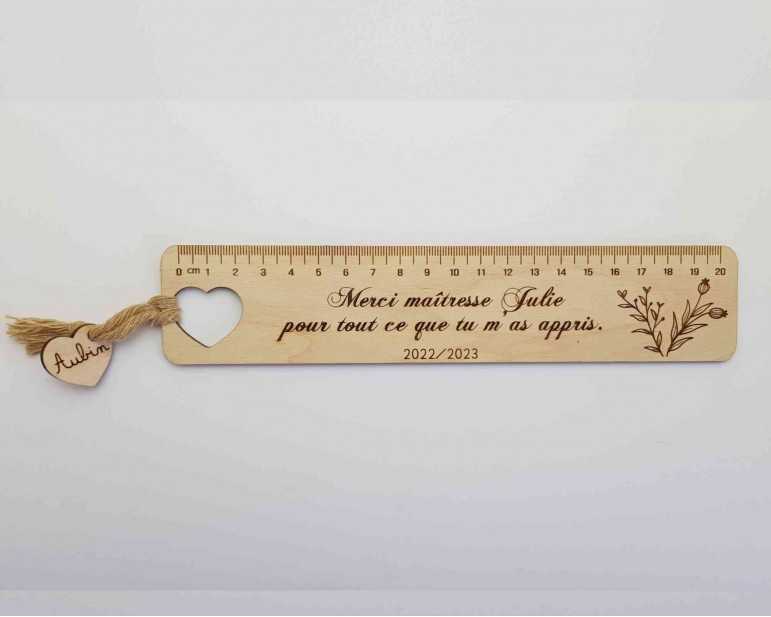 0 cm 1 2 3 4 5 6 7 8 9 10 11 12 13 14 15 16 17 18 19 20
Merci maîtresse Julie
pour tout ce que tu m'as appris.
2022/2023
Aubin